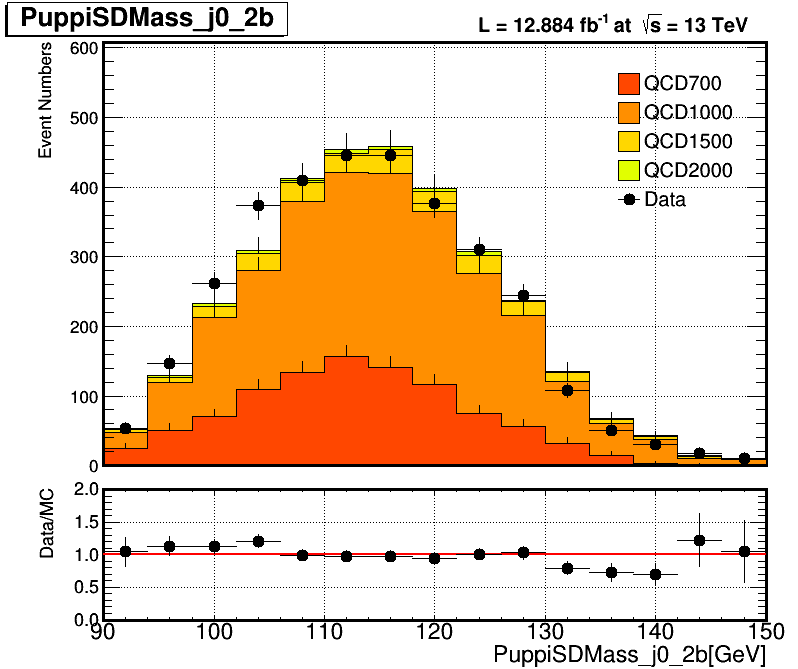 PuppiSDMass_j0_2b
L = 12.884 fb⁻¹ at √s = 13 TeV
Event Numbers
600
500
400
300
200
100
0
QCD700
QCD1000
QCD1500
QCD2000
Data
Data/MC
2.0
1.5
1.0
0.5
0.0
90 100 110 120 130 140 150
PuppiSDMass_j0_2b[GeV]